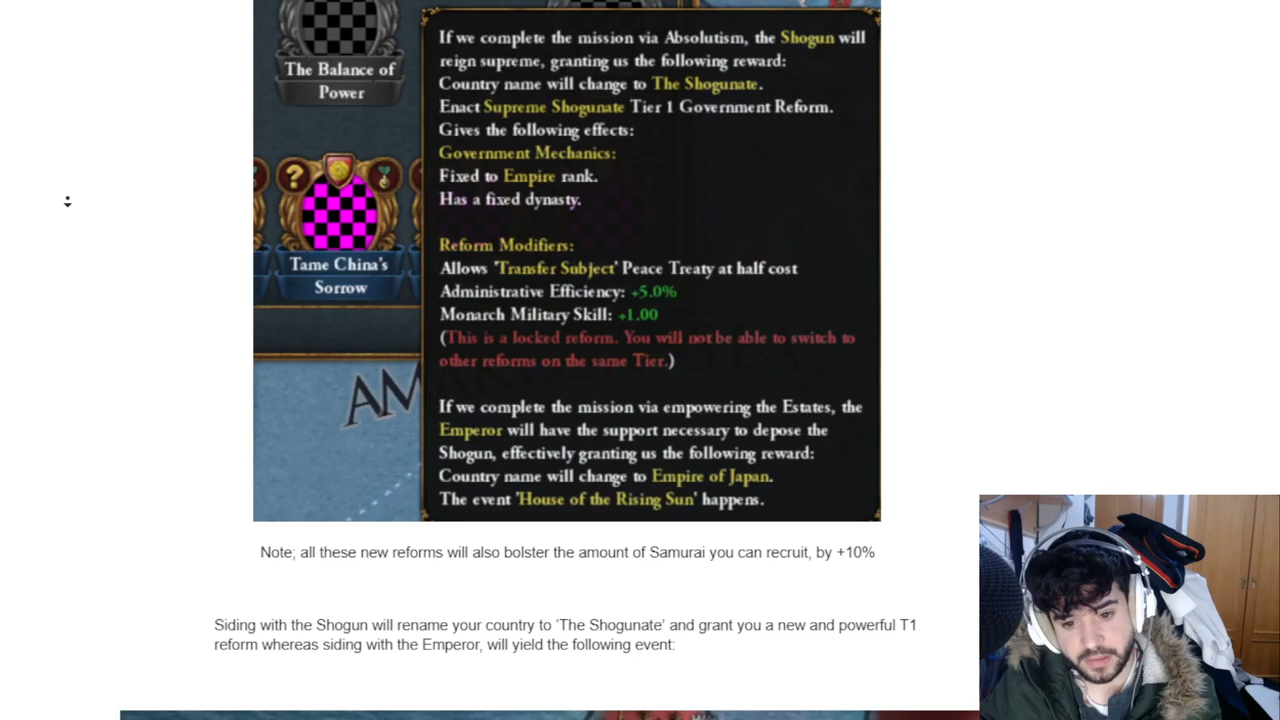 The Balance of
Power
If we complete the mission via Absolutism, the Shogun will
reign supreme, granting us the following reward:
Country name will change to The Shogunate.
Enact Supreme Shogunate Tier 1 Government Reform.
Gives the following effects:
Government Mechanics:
Fixed to Empire rank.
Has a fixed dynasty.
?
Tame China's
Sorrow
Reform Modifiers:
Allows 'Transfer Subject' Peace Treaty at half cost
Administrative Efficiency: +5.0%
Monarch Military Skill: +1.00
(This is a locked reform. You will not be able to switch to
other reforms on the same Tier.)
If we complete the mission via empowering the Estates, the
Emperor will have the support necessary to depose the
Shogun, effectively granting us the following reward:
Country name will change to Empire of Japan.
The event 'House of the Rising Sun' happens.
Note; all these new reforms will also bolster the amount of Samurai you can recruit, by +10%
Siding with the Shogun will rename your country to ‘The Shogunate’ and grant you a new and powerful T1
reform whereas siding with the Emperor, will yield the following event: